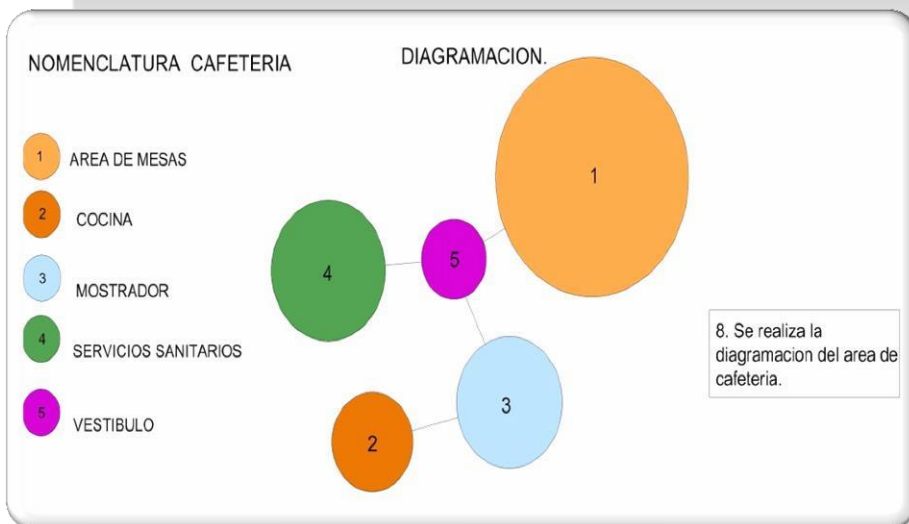 NOMENCLATURA CAFETERIA
DIAGRAMACION.
1 AREA DE MESAS
2 COCINA
3 MOSTRADOR
4 SERVICIOS SANITARIOS
5 VESTIBULO
1
4
5
3
2
8. Se realiza la
diagramacion del area de
cafeteria.